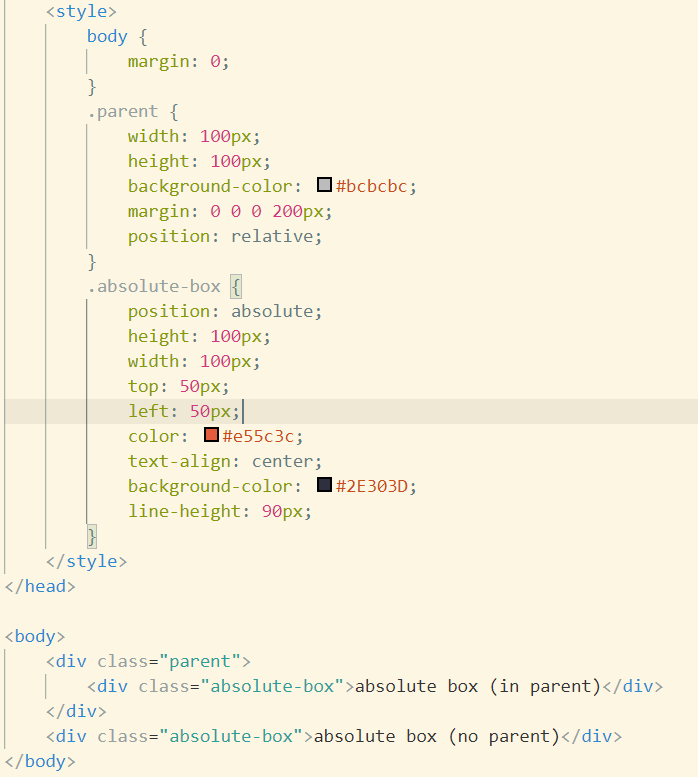 <style>
body {
margin: 0;
}
.parent {
width: 100px;
height: 100px;
background-color: #bcbcbc;
margin: 0 0 0 200px;
position: relative;
}
.absolute-box {
position: absolute;
height: 100px;
width: 100px;
top: 50px;
left: 50px;
color: #e55c3c;
text-align: center;
background-color: #2E303D;
line-height: 90px;
}
</style>
</head>
<body>
<div class="parent">
<div class="absolute-box">absolute box (in parent)</div>
</div>
<div class="absolute-box">absolute box (no parent)</div>
</body>